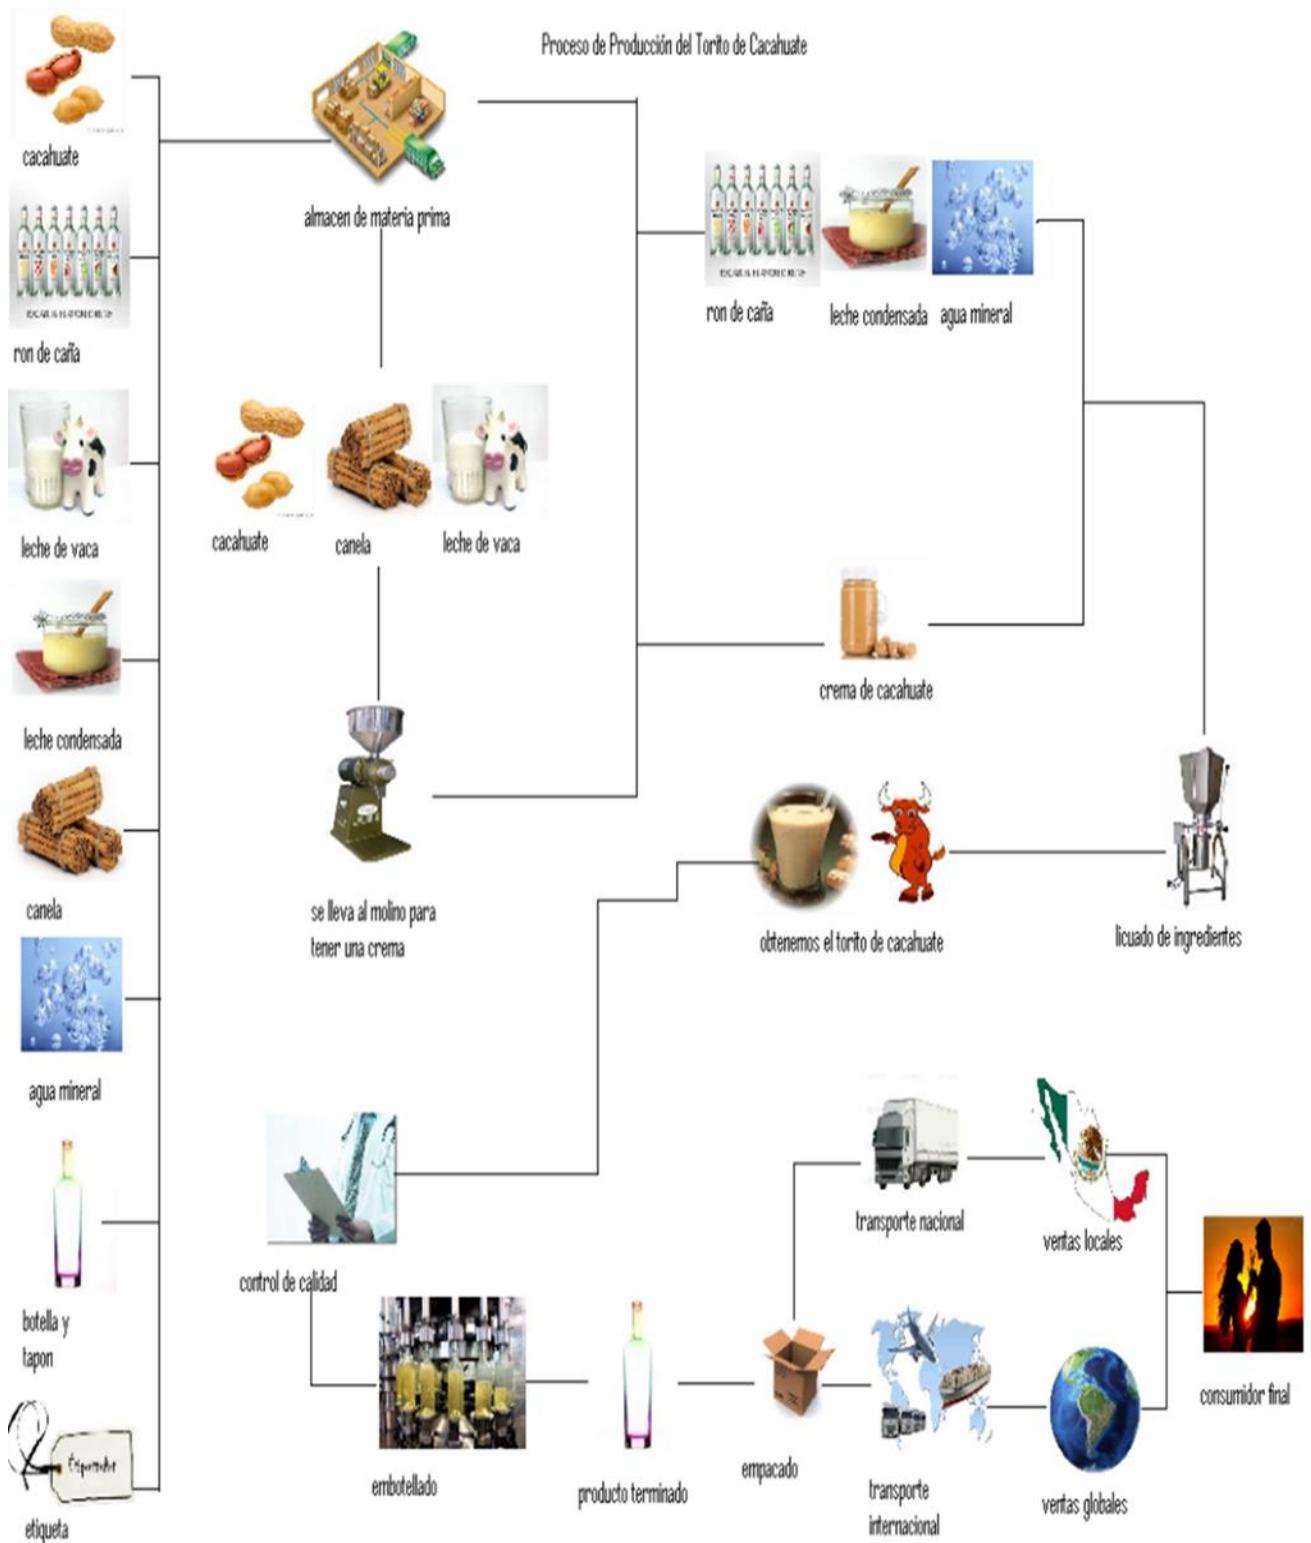 Proceso de Producción del Torito de Cacahuate
cacahuate
ron de caña
leche de vaca
leche condensada
canela
agua mineral
botella y
tapon
etiqueta
almacen de materia prima
cacahuate
canela
leche de vaca
se lleva al molino para
tener una crema
ron de caña
leche condensada
agua mineral
crema de cacahuate
licuado de ingredientes
obtenemos el torito de cacahuate
control de calidad
embotellado
producto terminado
empacado
transporte nacional
ventas locales
transporte
internacional
ventas globales
consumidor final